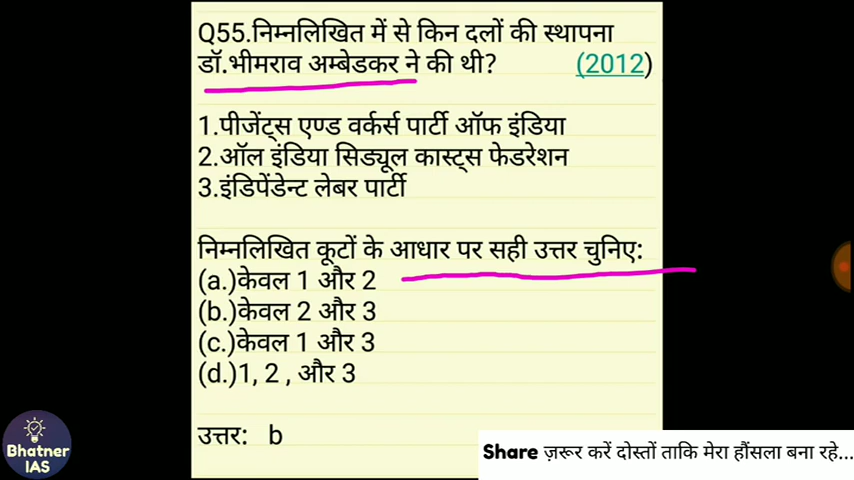 Q55.निम्नलिखित में से किन दलों की स्थापना
डॉ.भीमराव अम्बेडकर ने की थी? (2012)
1.पीजेंट्स एण्ड वर्कर्स पार्टी ऑफ इंडिया
2.ऑल इंडिया सिड्यूल कास्ट्स फेडरेशन
3.इंडिपेंडेन्ट लेबर पार्टी
निम्नलिखित कूटों के आधार पर सही उत्तर चुनिए:
(a.)केवल 1 और 2
(b.)केवल 2 और 3
(c.)केवल 1 और 3
(d.)1, 2 , और 3
उत्तर: b
Bhatner
IAS
Share ज़रूर करें दोस्तों ताकि मेरा हौंसला बना रहे...